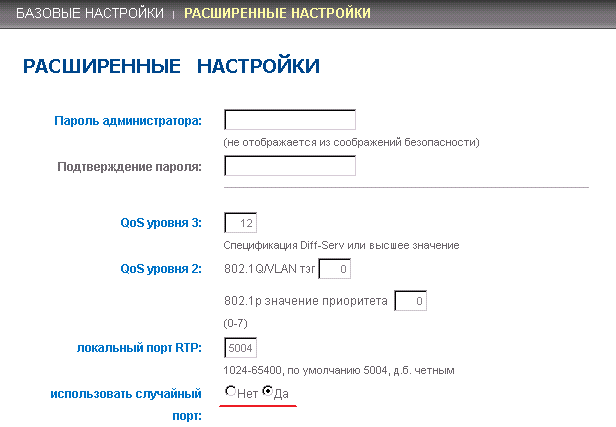 БАЗОВЫЕ НАСТРОЙКИ | РАСШИРЕННЫЕ НАСТРОЙКИ
РАСШИРЕННЫЕ НАСТРОЙКИ
Пароль администратора:
(не отображается из соображений безопасности)
Подтверждение пароля:
QoS уровня 3: 12
Спецификация Diff-Serv или высшее значение
QoS уровня 2: 802.1Q/VLAN тэг 0
802.1p значение приоритета 0
(0-7)
локальный порт RTP: 5004
1024-65400, по умолчанию 5004, д.б. четным
использовать случайный Нет Да
порт: